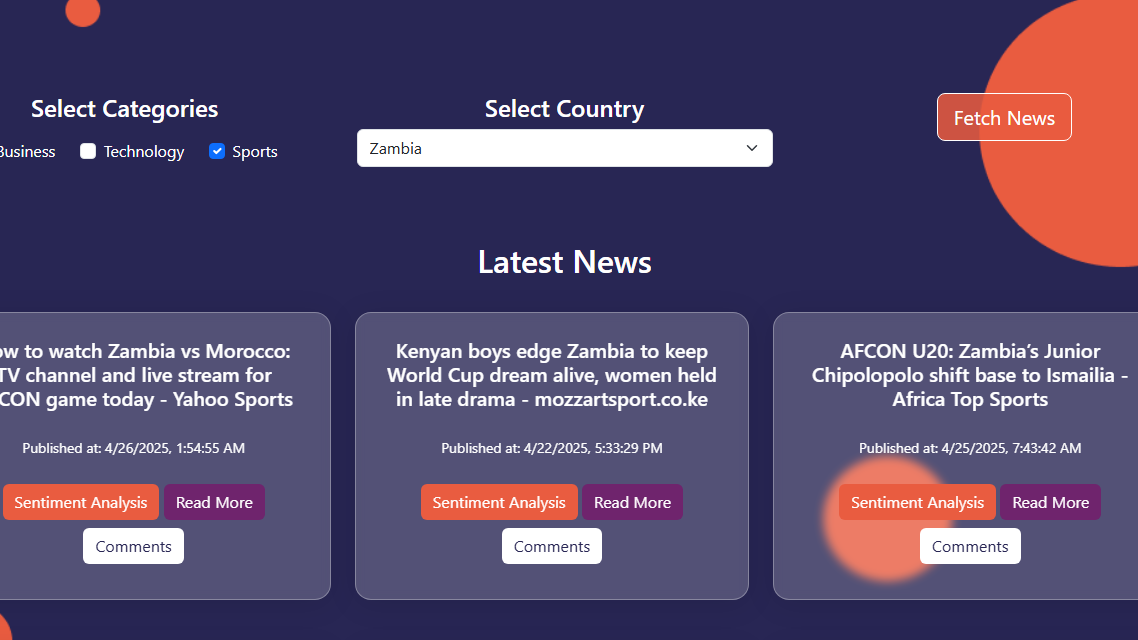 Select Categories
Select Country
Fetch News
Business
Technology
Sports
Zambia
Latest News
to watch Zambia vs Morocco:
TV channel and live stream for
game today - Yahoo Sports
Published at: 4/26/2025, 1:54:55 AM
Sentiment Analysis
Read More
Comments
Kenyan boys edge Zambia to keep
World Cup dream alive, women held
in late drama - mozzartsport.co.ke
Published at: 4/22/2025, 5:33:29 PM
Sentiment Analysis
Read More
Comments
AFCON U20: Zambia’s Junior
Chipolopolo shift base to Ismailia -
Africa Top Sports
Published at: 4/25/2025, 7:43:42 AM
Sentiment Analysis
Read More
Comments